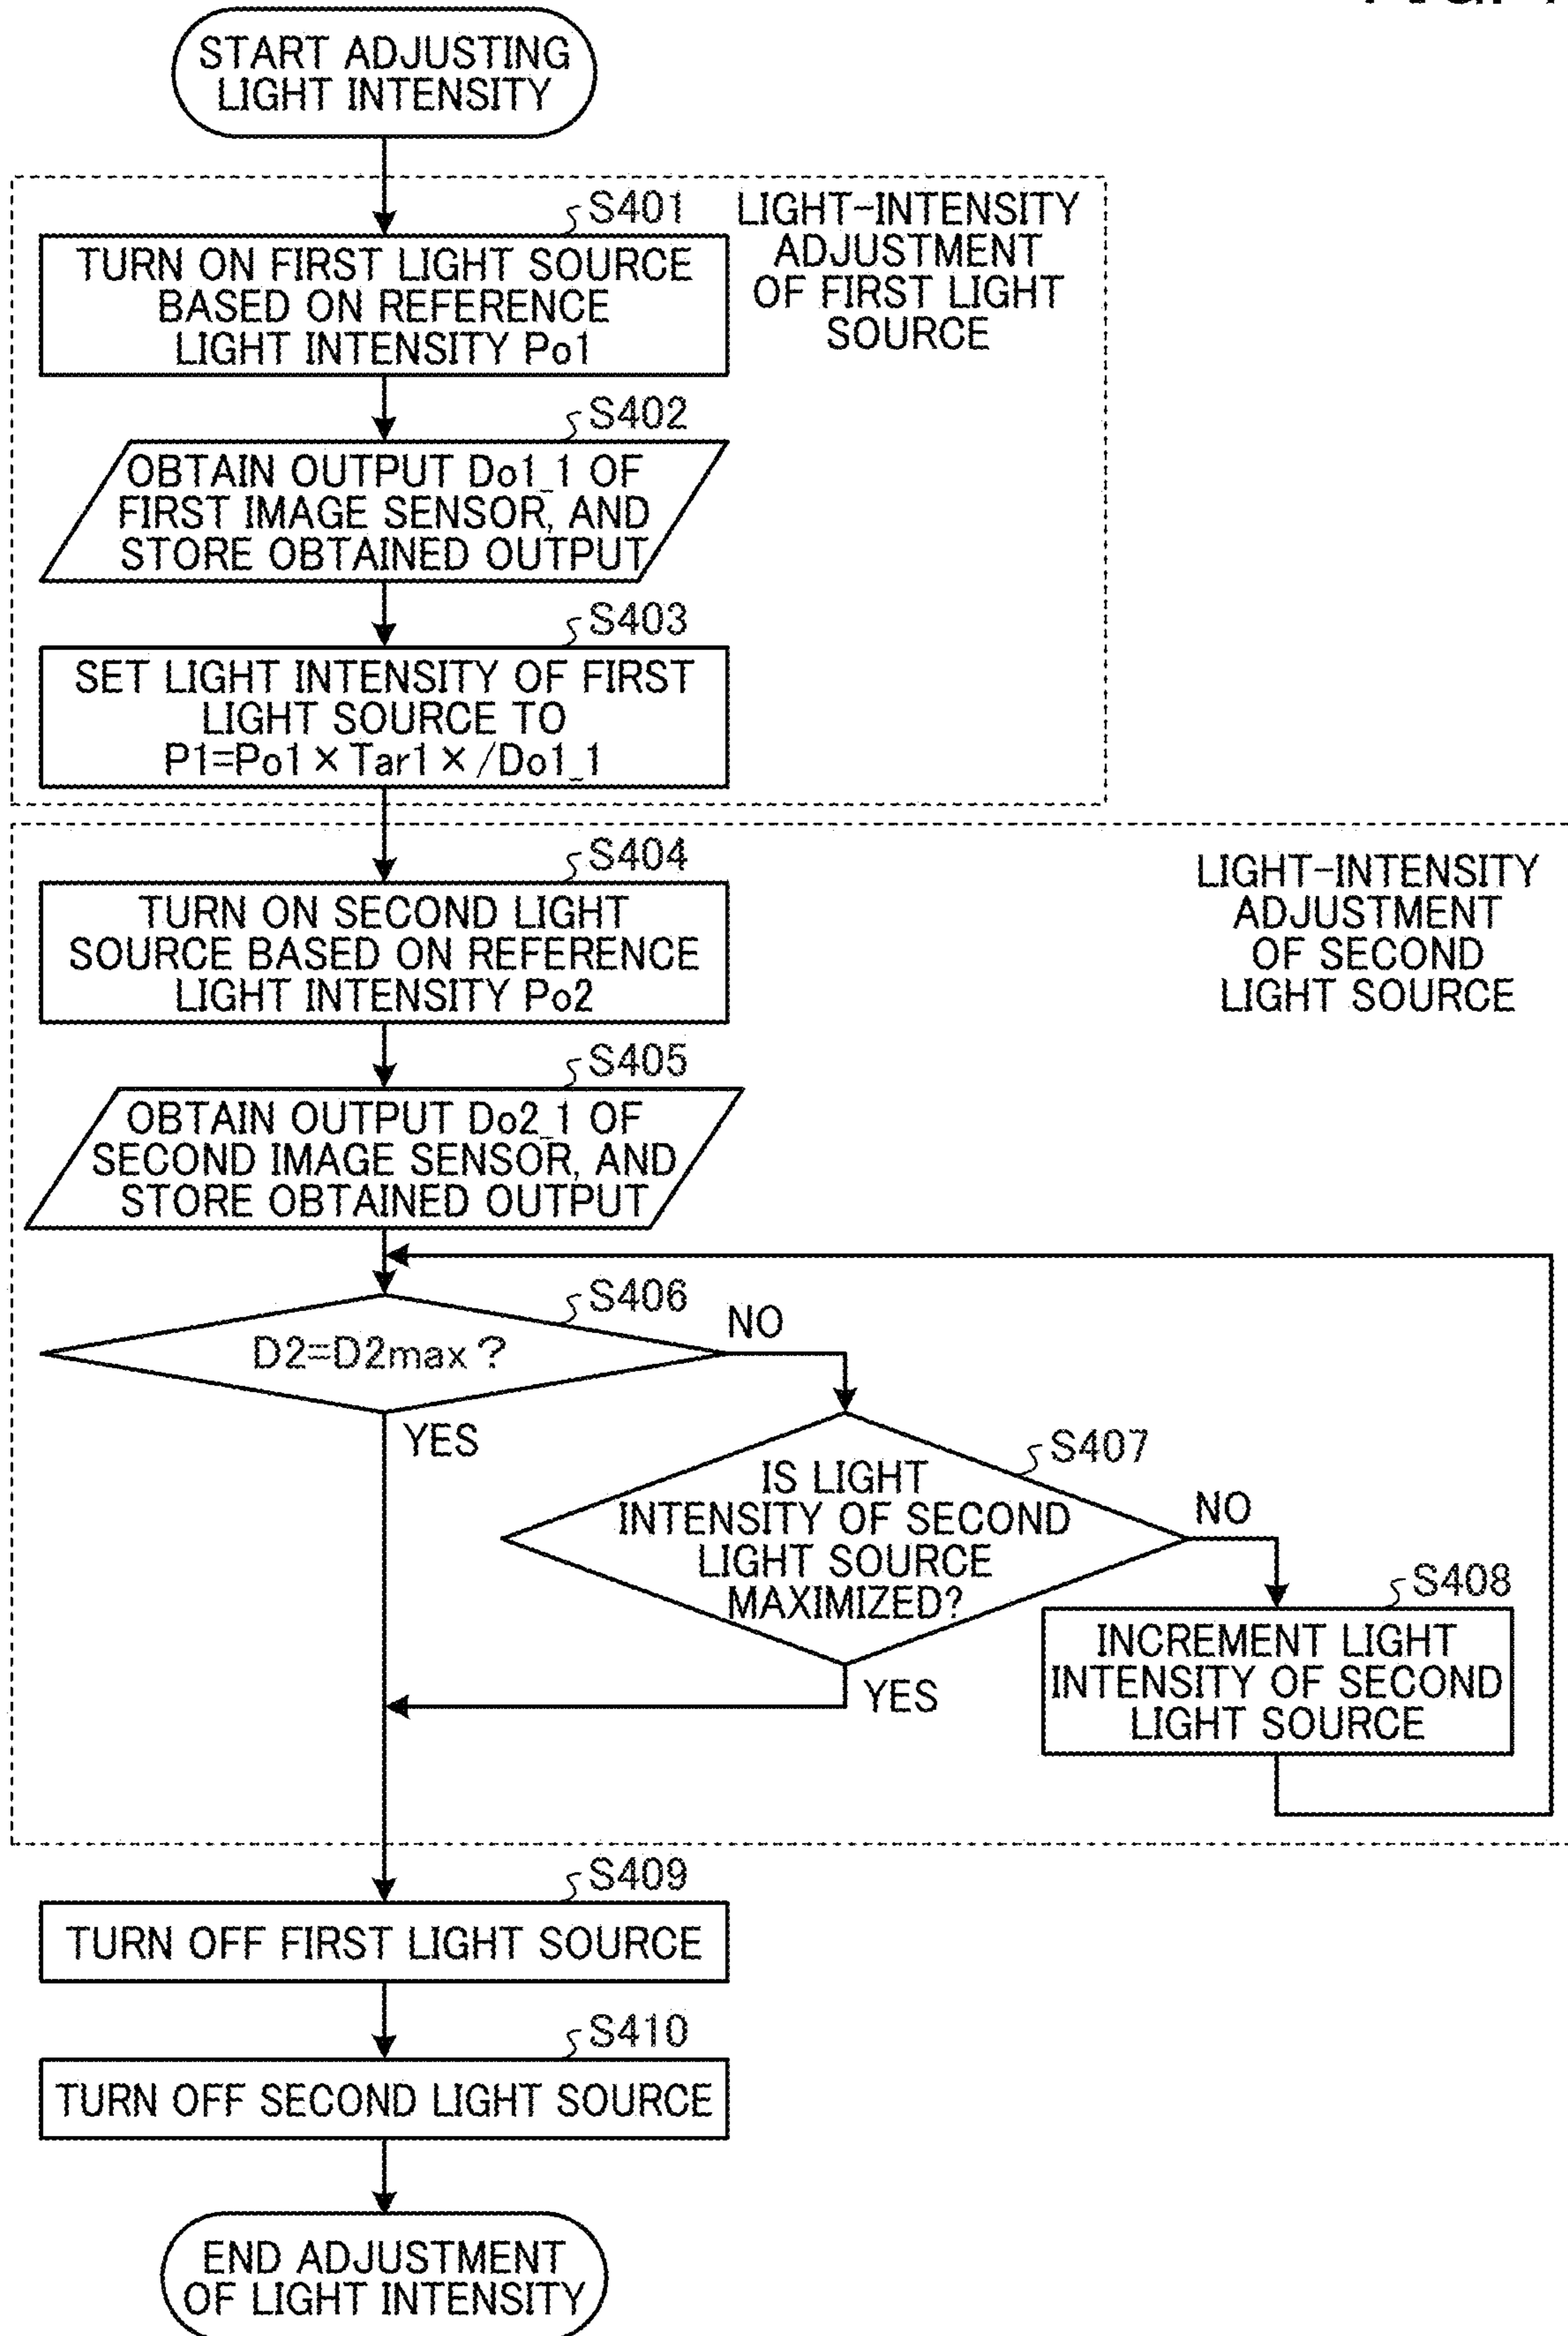 START ADJUSTING
LIGHT INTENSITY
S401
LIGHT-INTENSITY
ADJUSTMENT
OF FIRST LIGHT
SOURCE
TURN ON FIRST LIGHT SOURCE
BASED ON REFERENCE
LIGHT INTENSITY Po1
S402
OBTAIN OUTPUT Do1_1 OF
FIRST IMAGE SENSOR, AND
STORE OBTAINED OUTPUT
S403
SET LIGHT INTENSITY OF FIRST
LIGHT SOURCE TO
P1=Po1×Tar1×/Do1_1
S404
LIGHT-INTENSITY
ADJUSTMENT
OF SECOND
LIGHT SOURCE
TURN ON SECOND LIGHT
SOURCE BASED ON REFERENCE
LIGHT INTENSITY Po2
S405
OBTAIN OUTPUT Do2_1 OF
SECOND IMAGE SENSOR, AND
STORE OBTAINED OUTPUT
S406
D2=D2max?
NO
YES
S407
IS LIGHT
INTENSITY OF SECOND
LIGHT SOURCE
MAXIMIZED?
NO
YES
S408
INCREMENT LIGHT
INTENSITY OF SECOND
LIGHT SOURCE
S409
TURN OFF FIRST LIGHT SOURCE
S410
TURN OFF SECOND LIGHT SOURCE
END ADJUSTMENT
OF LIGHT INTENSITY